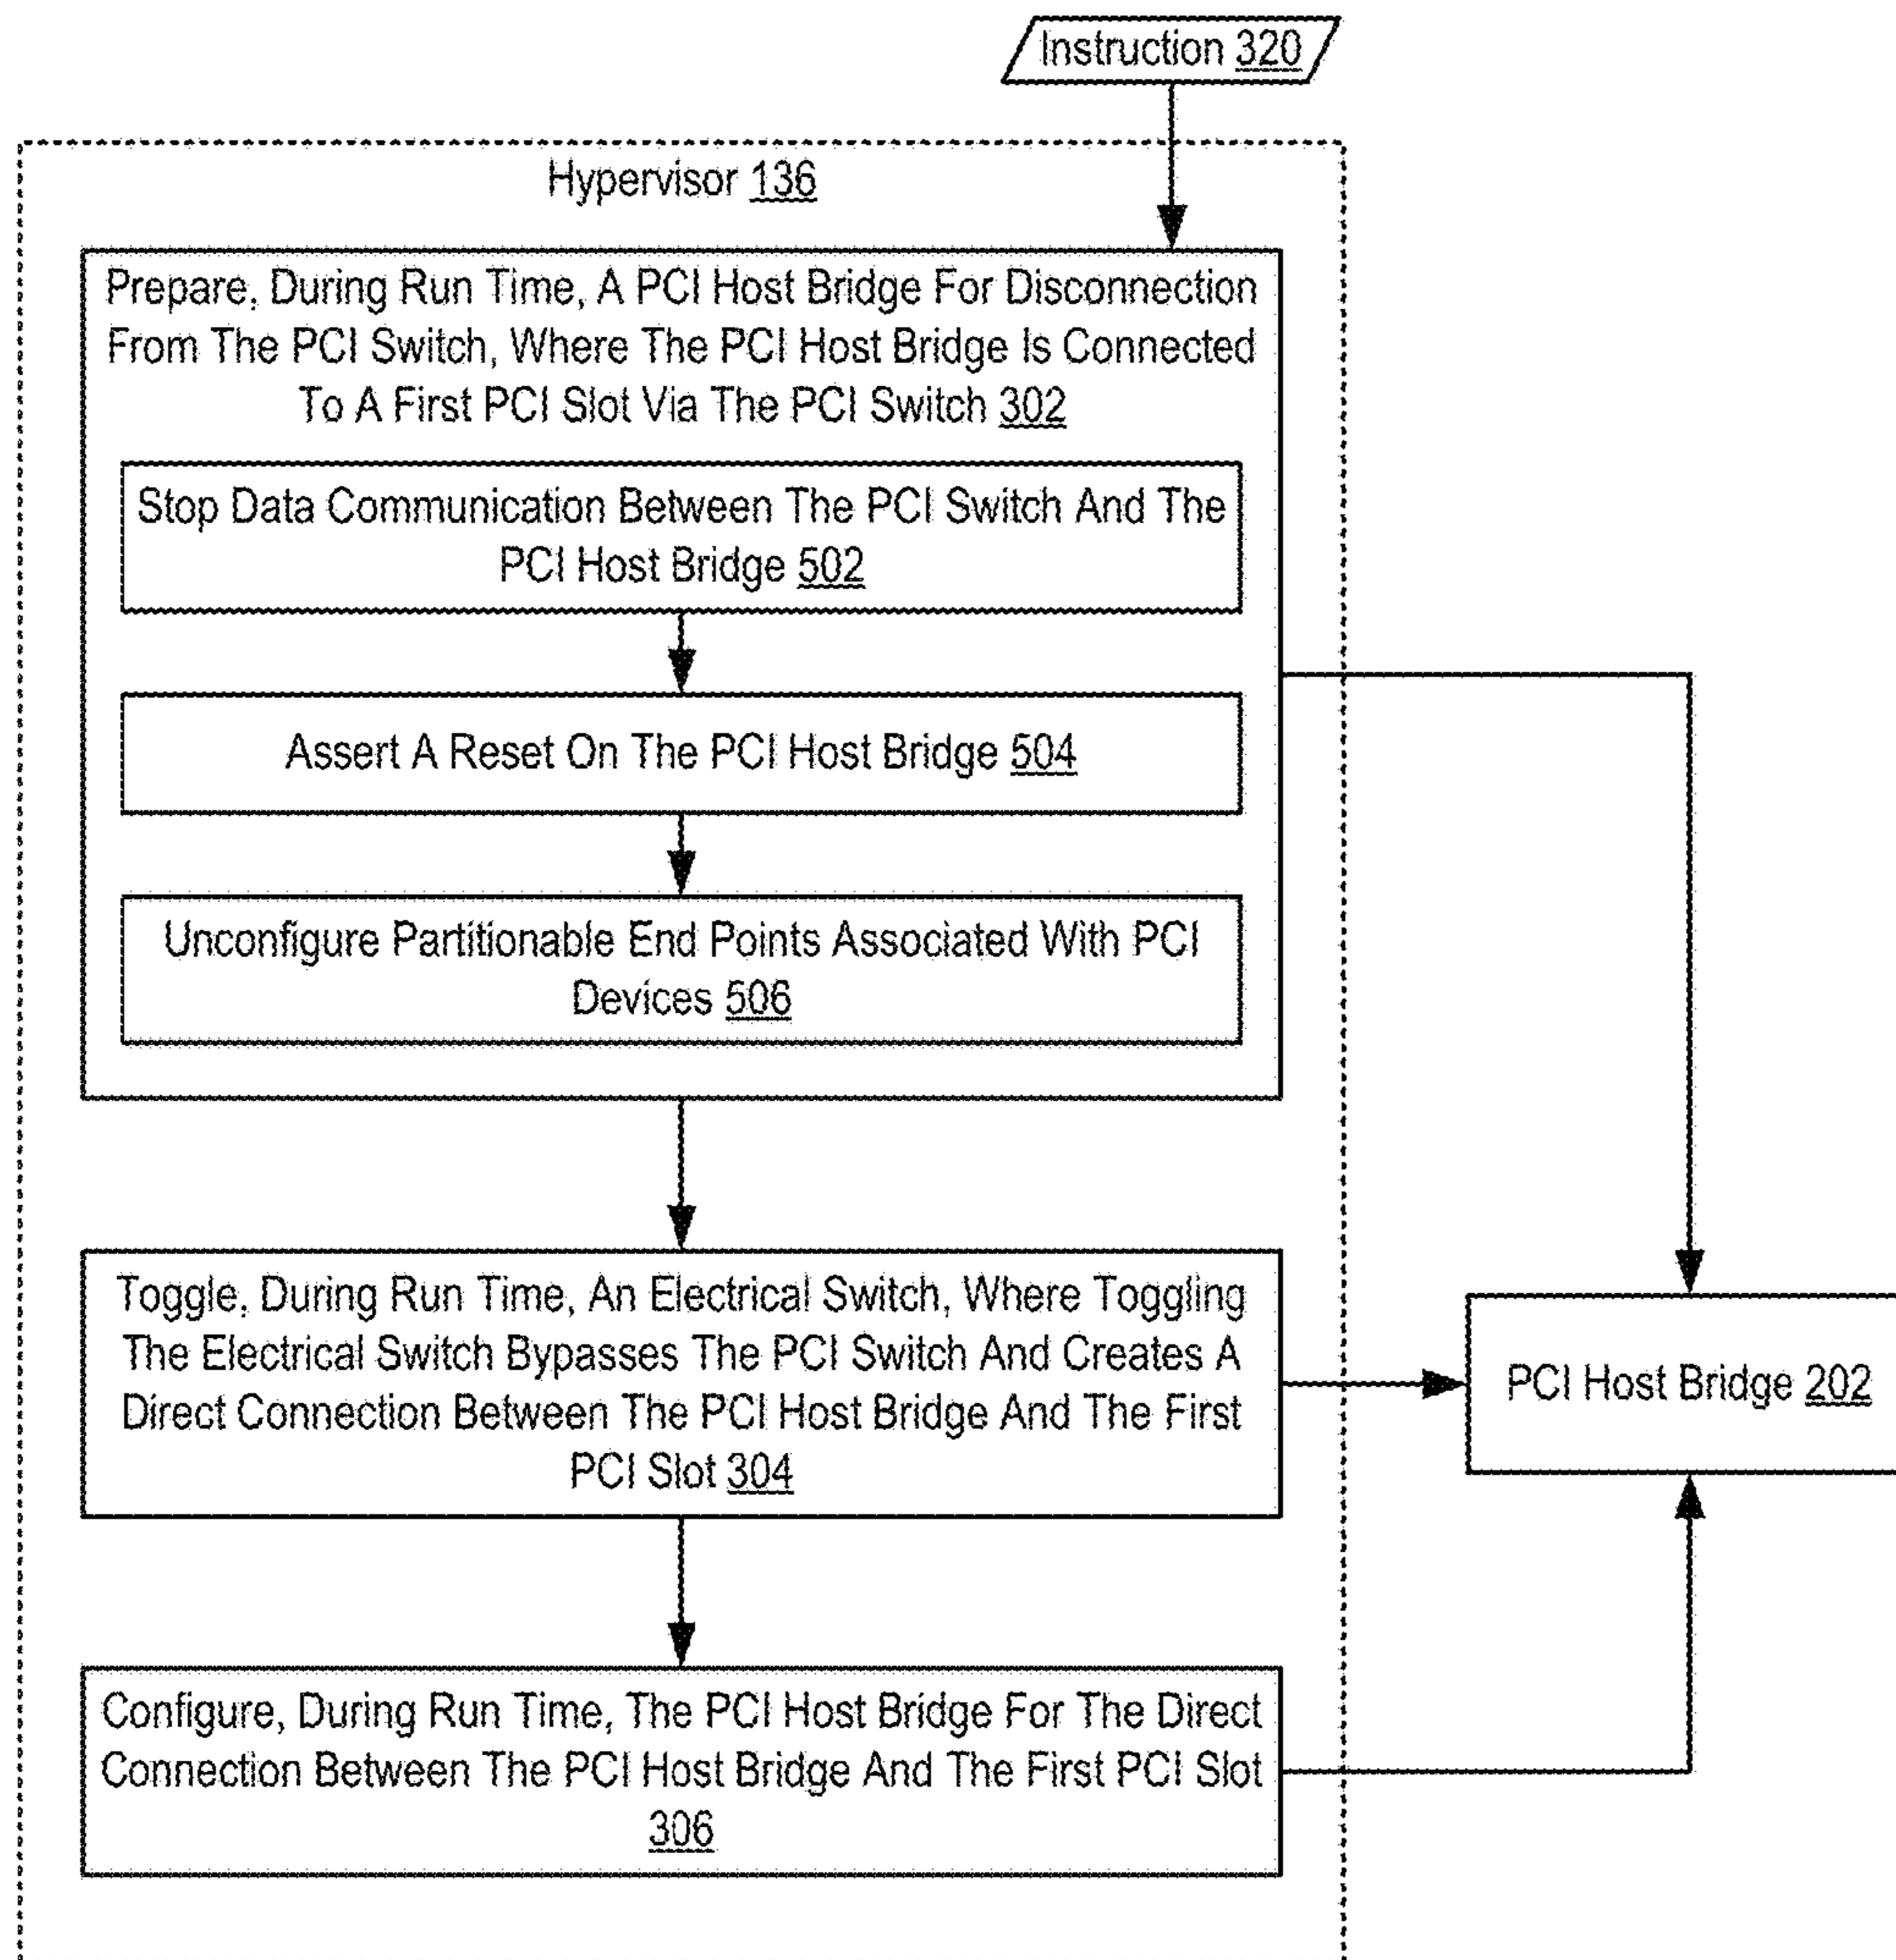 Instruction 320
Hypervisor 136
Prepare, During Run Time, A PCI Host Bridge For Disconnection
From The PCI Switch, Where The PCI Host Bridge Is Connected
To A First PCI Slot Via The PCI Switch 302
Stop Data Communication Between The PCI Switch And The
PCI Host Bridge 502
Assert A Reset On The PCI Host Bridge 504
Unconfigure Partitionable End Points Associated With PCI
Devices 506
Toggle, During Run Time, An Electrical Switch, Where Toggling
The Electrical Switch Bypasses The PCI Switch And Creates A
Direct Connection Between The PCI Host Bridge And The First
PCI Slot 304
PCI Host Bridge 202
Configure, During Run Time, The PCI Host Bridge For The Direct
Connection Between The PCI Host Bridge And The First PCI Slot
306